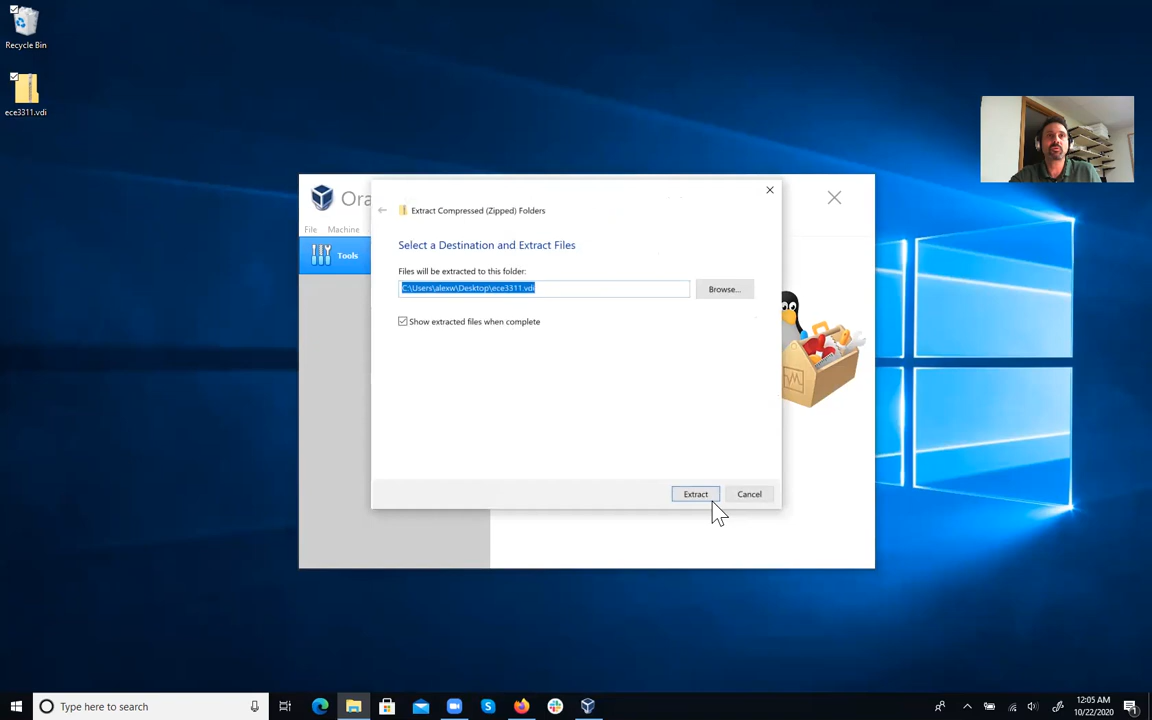 Recycle Bin
ece3311.vdi
Ora
File Machine
Tools
Extract Compressed (Zipped) Folders
Select a Destination and Extract Files
Files will be extracted to this folder:
C:\Users\alexw\Desktop\ece3311.vdi
Browse...
Show extracted files when complete
Extract
Cancel
Type here to search
12:05 AM
10/22/2020